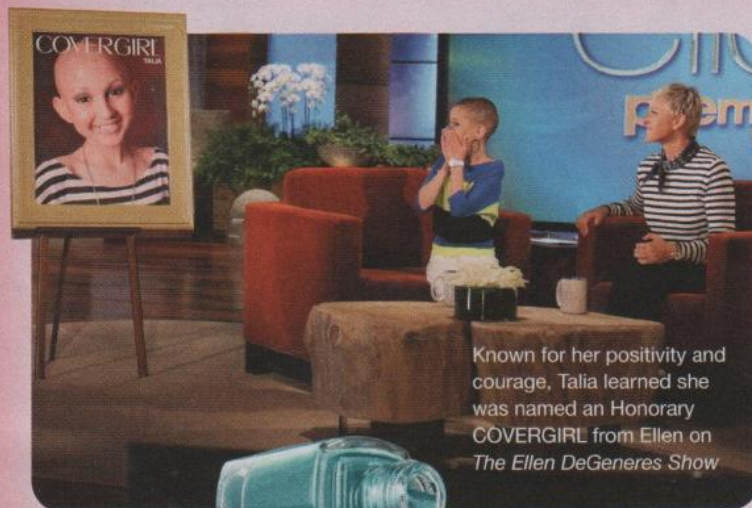 COVERGIRL
TALIA
Known for her positivity and
courage, Talia learned she
was named an Honorary
COVERGIRL from Ellen on
The Ellen DeGeneres Show